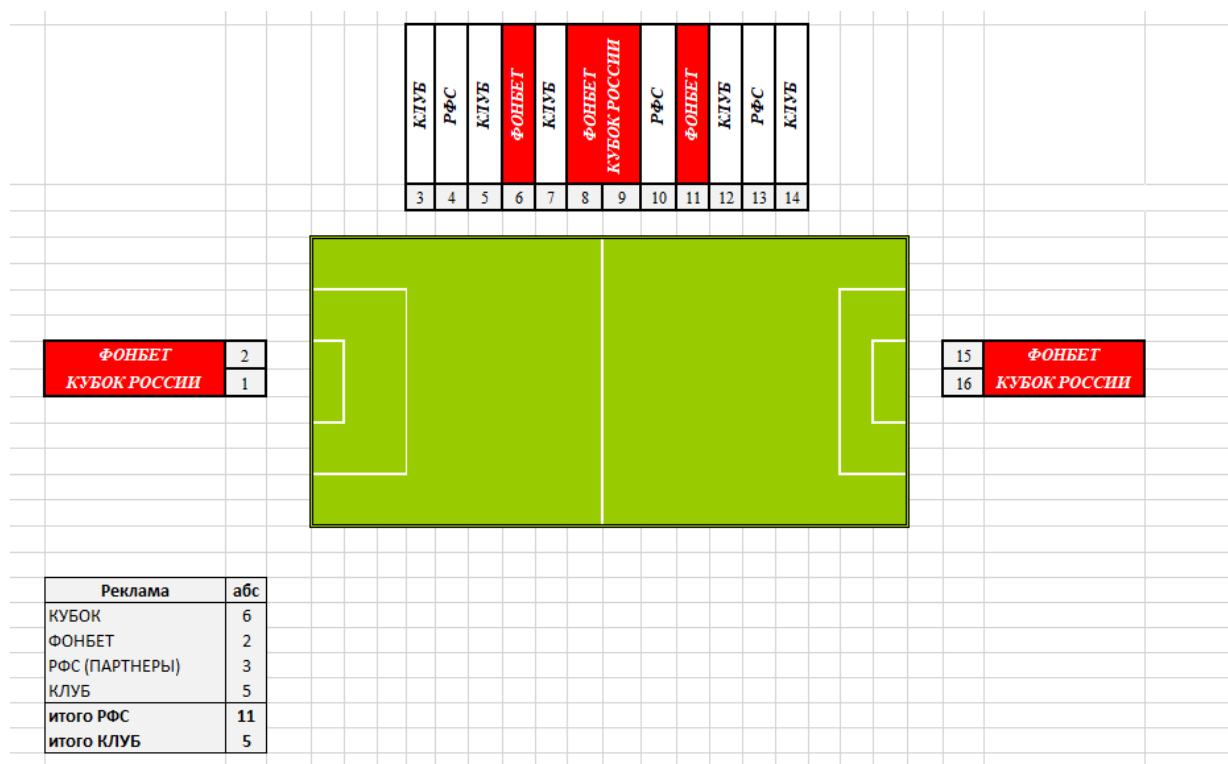 КЛУБ
РФС
КЛУБ
ФОНБЕТ
КЛУБ
ФОНБЕТ
КУБОК РОССИИ
РФС
ФОНБЕТ
КЛУБ
РФС
КЛУБ
3 4 5 6 7 8 9 10 11 12 13 14
ФОНБЕТ 2
КУБОК РОССИИ 1
15 ФОНБЕТ
16 КУБОК РОССИИ
Реклама абс
КУБОК 6
ФОНБЕТ 2
РФС (ПАРТНЕРЫ) 3
КЛУБ 5
итого РФС 11
итого КЛУБ 5